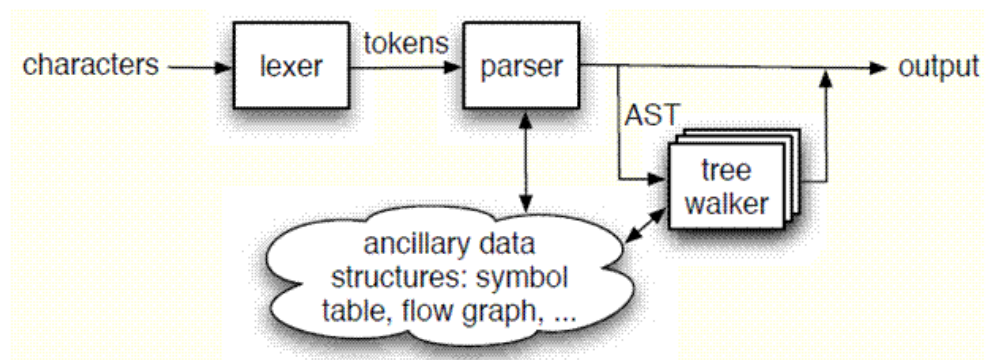 characters
lexer
tokens
parser
output
AST
tree
walker
ancillary data
structures: symbol
table, flow graph, ...